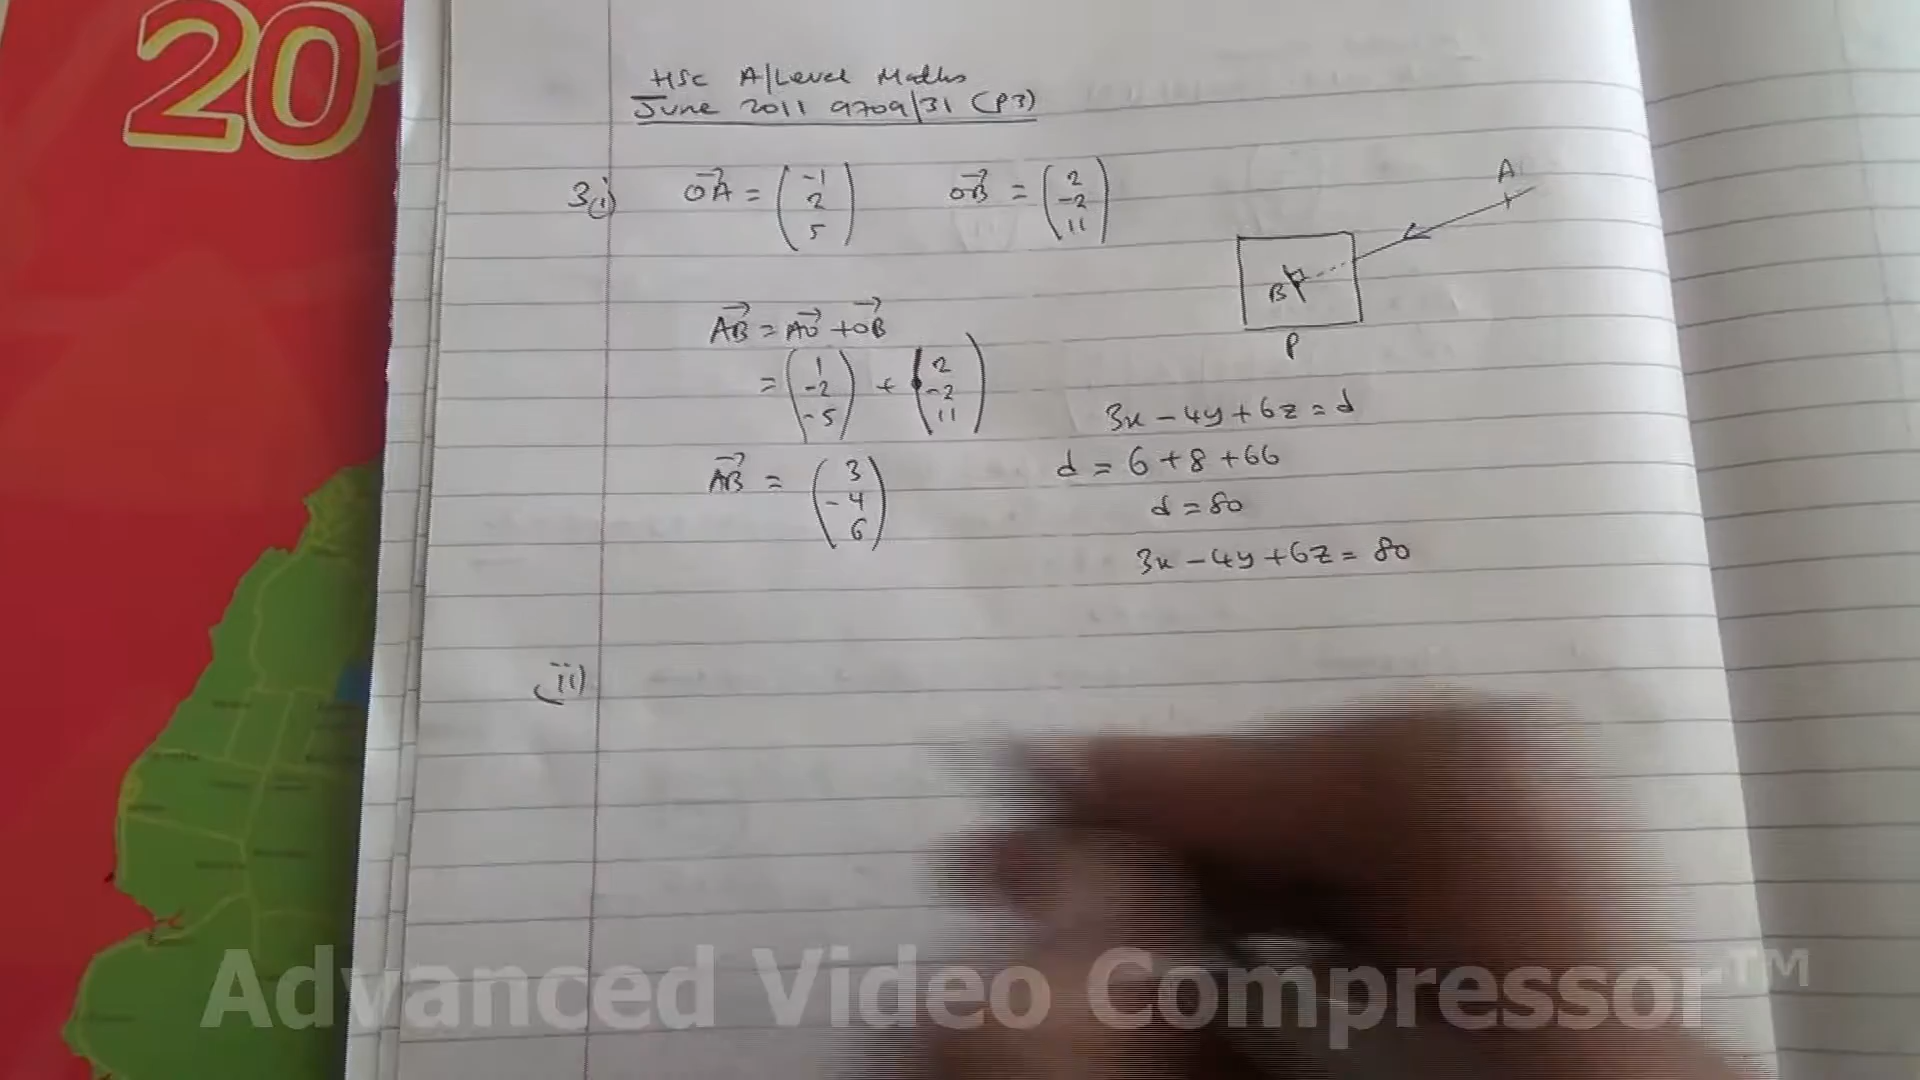 20
HSC A/Level Maths
June 2011 9709/31 (P3)
3(i) OA→ = (-1 2 5) OB→ = (2 -2 11)
A
B
P
AB→ = AO→ + OB→
= (1 -2 -5) + (2 -2 11)
3x - 4y + 6z = d
AB→ = (3 -4 6)
d = 6 + 8 + 66
d = 80
3x - 4y + 6z = 80
(ii)
Advanced Video Compressor™